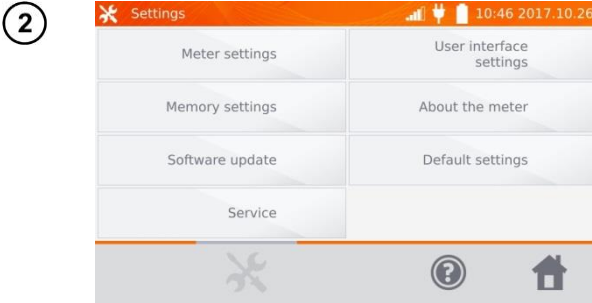 2
Settings
10:46 2017.10.26
Meter settings
User interface
settings
Memory settings
About the meter
Software update
Default settings
Service
?